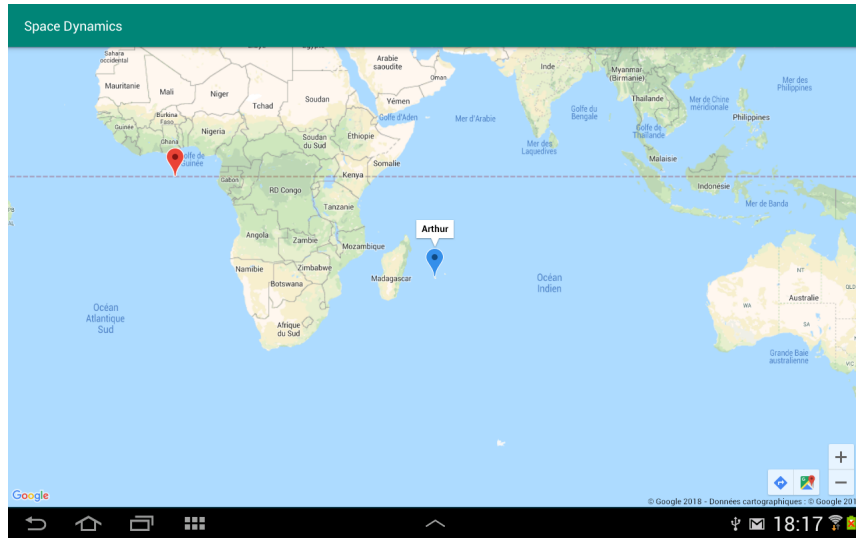 Space Dynamics
Sahara
occidental
Arabie
saoudite
Oman
Inde
Myanmar
(Birmanie)
Mer des
Philippines
Mauritanie
Mali
Niger
Tchad
Soudan
Yémen
Golfe d'Aden
Mer d'Arabie
Golfe du
Bengale
Thaïlande
Mer de Chine
méridionale
Philippines
Burkina
Faso
Guinée
Ghana
Nigeria
Soudan
du Sud
Éthiopie
Mer des
Laquedives
Golfe de
Thaïlande
Golfe de
Guinée
Somalie
Malaisie
Gabon
Kenya
RD Congo
Indonésie
Tanzanie
Mer de Banda
Arthur
Angola
Zambie
Mozambique
Namibie
Zimbabwe
Madagascar
Botswana
Océan
Indien
NT
QLD
Australie
WA
SA
Océan
Atlantique
Sud
Afrique
du Sud
Grande Baie
australienne
VIC
Google
© Google 2018 - Données cartographiques : © Google 201
18:17